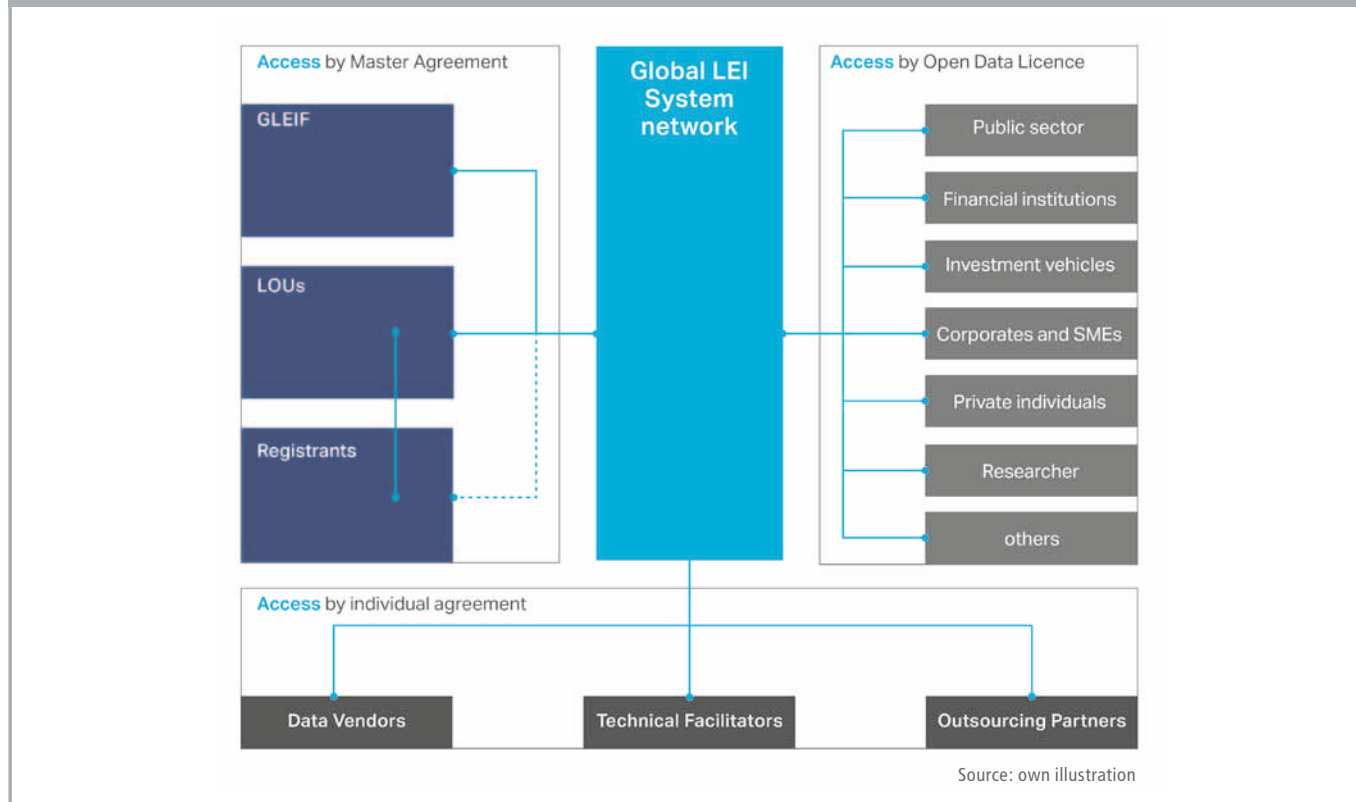 Access by Master Agreement
GLEIF
LOUs
Registrants
Global LEI
System
network
Access by Open Data Licence
Public sector
Financial institutions
Investment vehicles
Corporates and SMEs
Private individuals
Researcher
others
Access by individual agreement
Data Vendors
Technical Facilitators
Outsourcing Partners
Source: own illustration